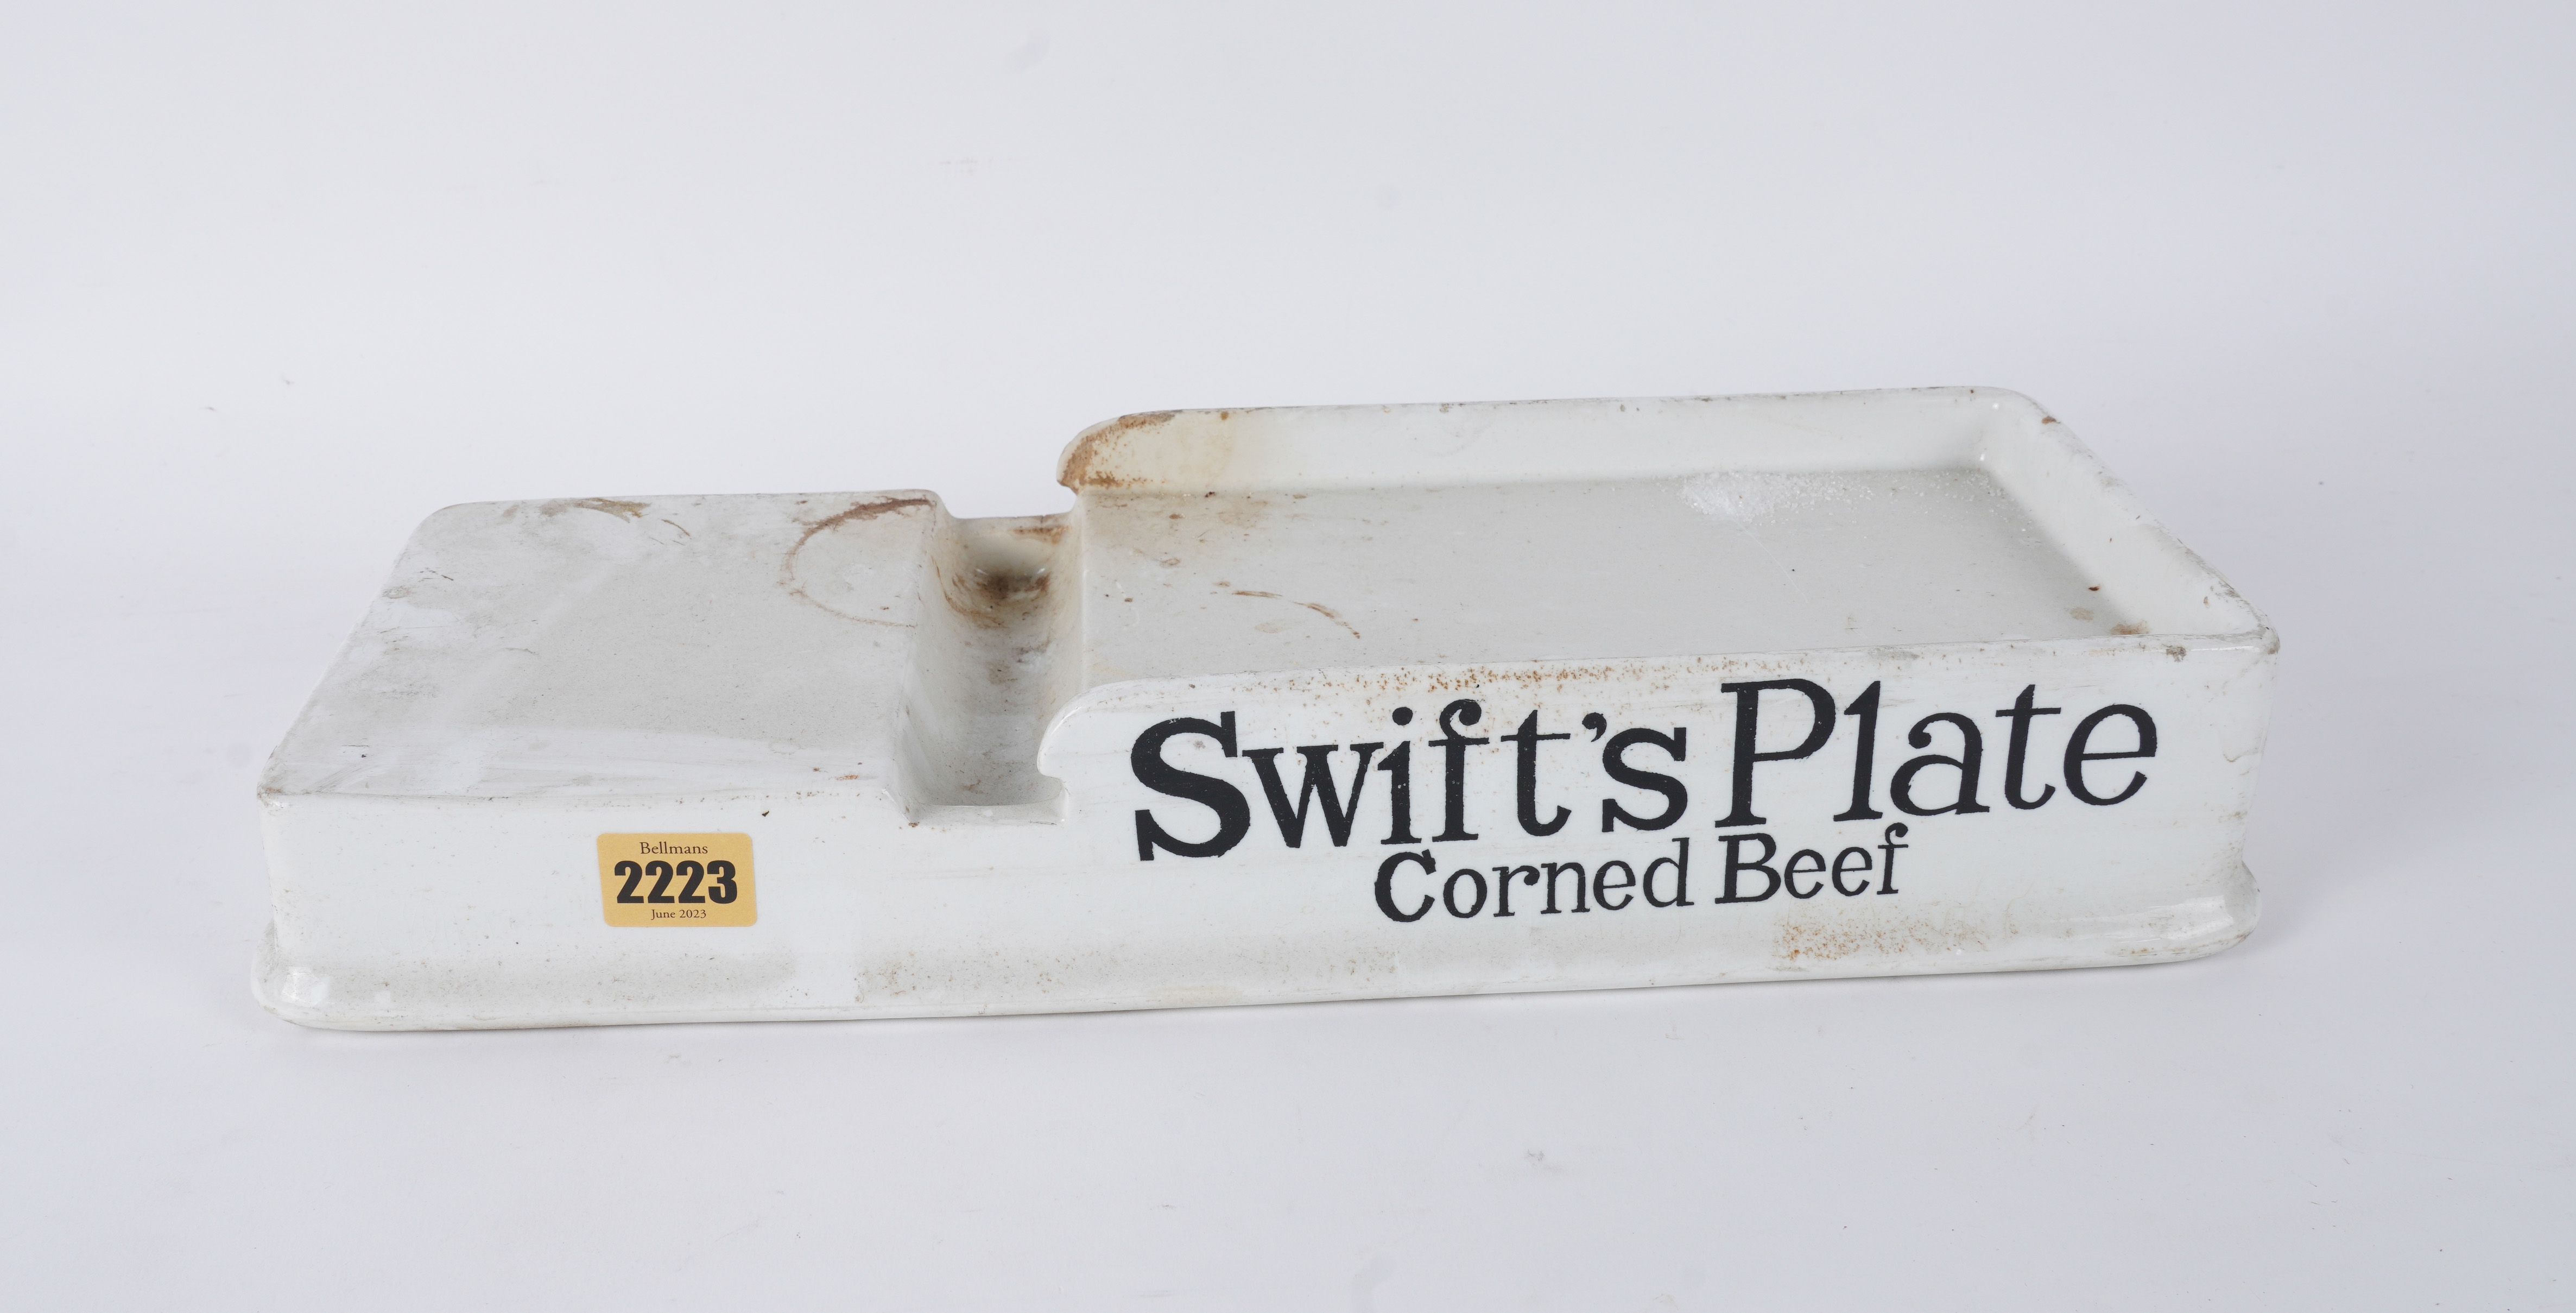 Swift's Plate
Corned Beef
Bellmans
2223
June 2023